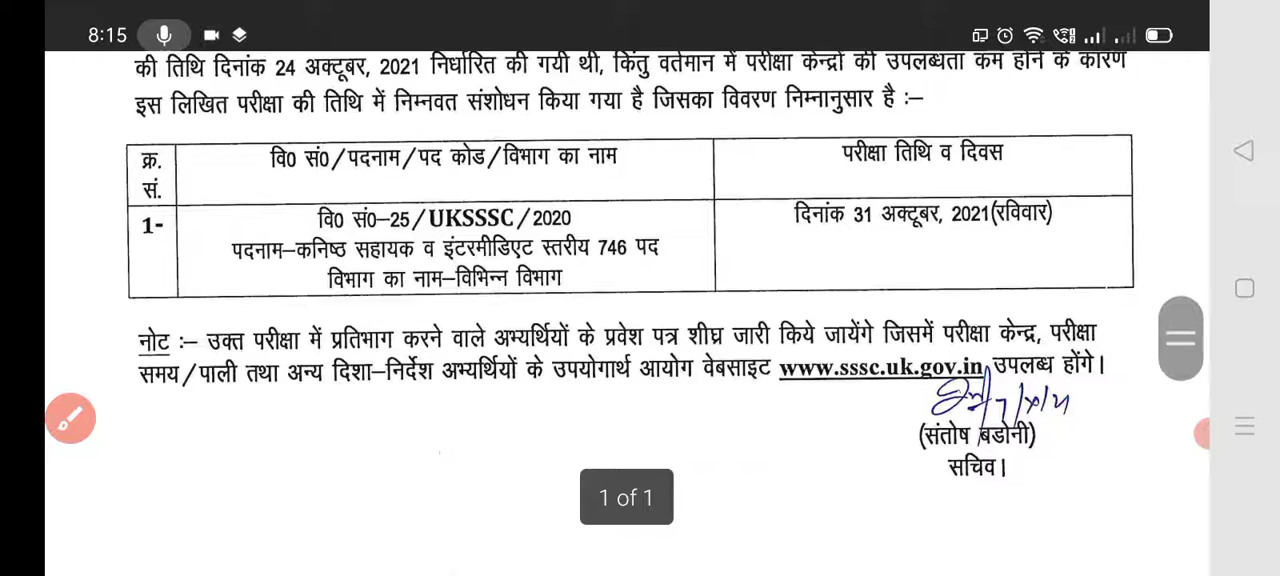 8:15
की तिथि दिनांक 24 अक्टूबर, 2021 निर्धारित की गयी थी, किंतु वर्तमान में परीक्षा केन्द्रों की उपलब्धता कम होने के कारण
इस लिखित परीक्षा की तिथि में निम्नवत संशोधन किया गया है जिसका विवरण निम्नानुसार है :–
क्र. सं.
वि0 सं0/पदनाम/पद कोड/विभाग का नाम
परीक्षा तिथि व दिवस
1-
वि0 सं0–25/UKSSSC/2020
पदनाम–कनिष्ठ सहायक व इंटरमीडिएट स्तरीय 746 पद
विभाग का नाम–विभिन्न विभाग
दिनांक 31 अक्टूबर, 2021(रविवार)
नोट :– उक्त परीक्षा में प्रतिभाग करने वाले अभ्यर्थियों के प्रवेश पत्र शीघ्र जारी किये जायेंगे जिसमें परीक्षा केन्द्र, परीक्षा
समय/पाली तथा अन्य दिशा–निर्देश अभ्यर्थियों के उपयोगार्थ आयोग वेबसाइट www.sssc.uk.gov.in उपलब्ध होंगे।
(संतोष बडोनी)
सचिव।
1 of 1